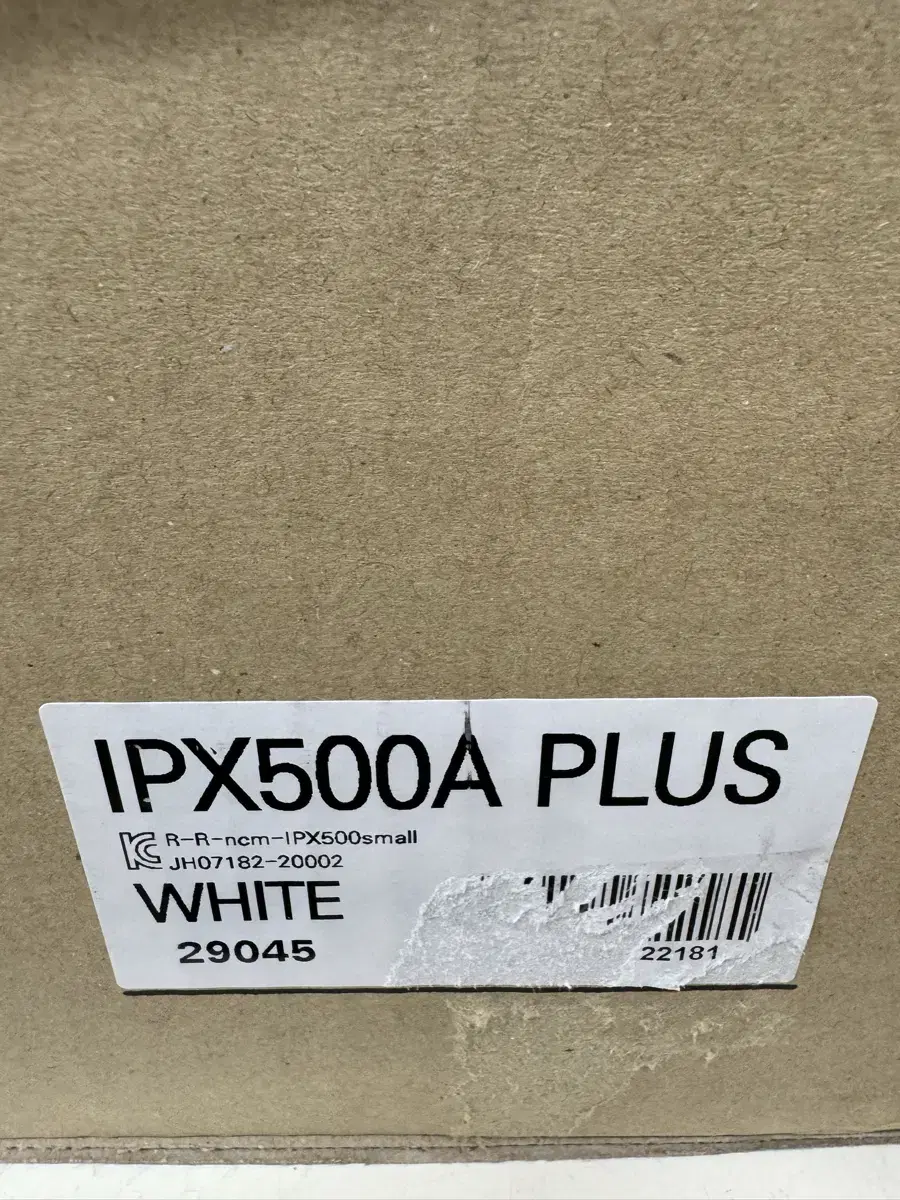 IPX500A PLUS
R-R-ncm-IPX500small
JH07182-20002
WHITE
29045
22181